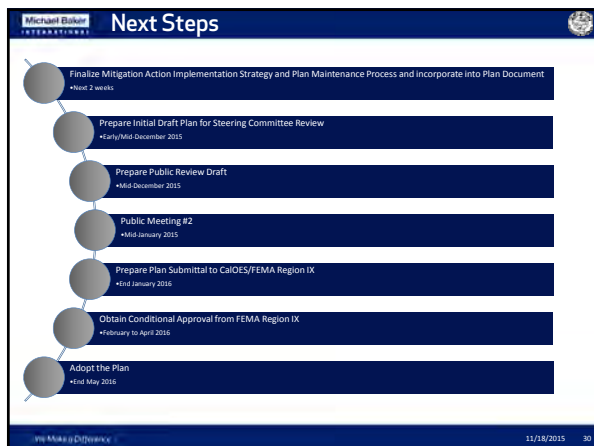 Michael Baker
INTERNATIONAL
Next Steps
Finalize Mitigation Action Implementation Strategy and Plan Maintenance Process and incorporate into Plan Document
•Next 2 weeks
Prepare Initial Draft Plan for Steering Committee Review
•Early/Mid-December 2015
Prepare Public Review Draft
•Mid-December 2015
Public Meeting #2
•Mid-January 2015
Prepare Plan Submittal to CalOES/FEMA Region IX
•End January 2016
Obtain Conditional Approval from FEMA Region IX
•February to April 2016
Adopt the Plan
•End May 2016
We Make a Difference
11/18/2015 30